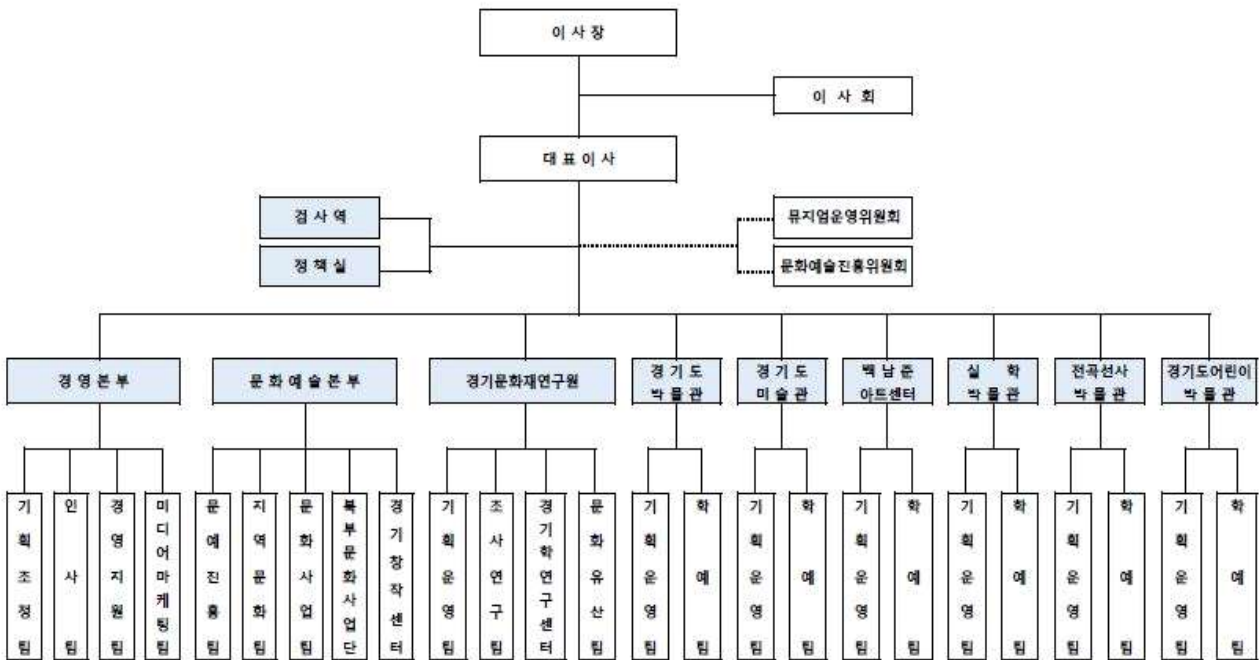 이 사 장
이 사 회
대 표 이 사
검 사 역
정 책 실
뮤지엄운영위원회
문화예술진흥위원회
경 영 본 부
문 화 예 술 본 부
경기문화재연구원
경 기 도
박 물 관
경 기 도
미 술 관
백 남 준
아트센터
실 학
박 물 관
전곡선사
박 물 관
경기도어린이
박 물 관
기획조정팀
인사팀
경영지원팀
미디어마케팅팀
문예진흥팀
지역문화팀
문화사업팀
북부문화사업단
경기창작센터
기획운영팀
조사연구팀
경기학연구센터
문화유산팀
기획운영팀
학예팀
기획운영팀
학예팀
기획운영팀
학예팀
기획운영팀
학예팀
기획운영팀
학예팀
기획운영팀
학예팀